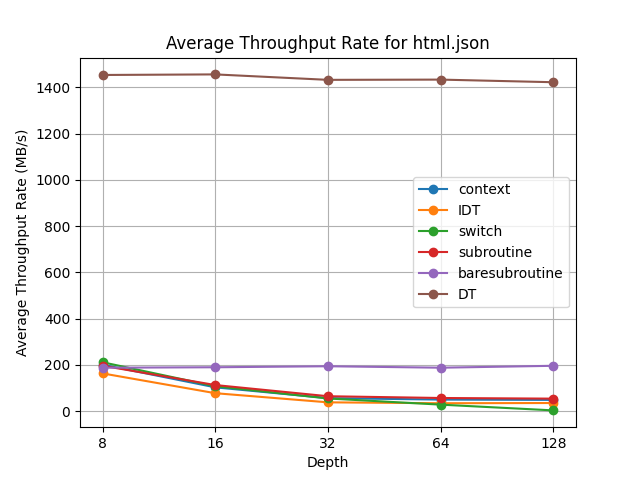 Average Throughput Rate for html.json
Average Throughput Rate (MB/s)
1400
1200
1000
800
600
400
200
0
context
IDT
switch
subroutine
baresubroutine
DT
8 16 32 64 128
Depth